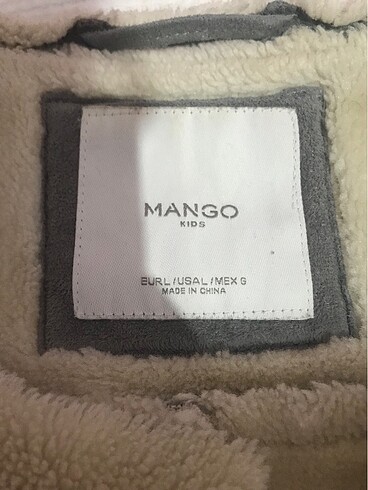 MANGO
KIDS
EURL/USAL/MEX G
MADE IN CHINA